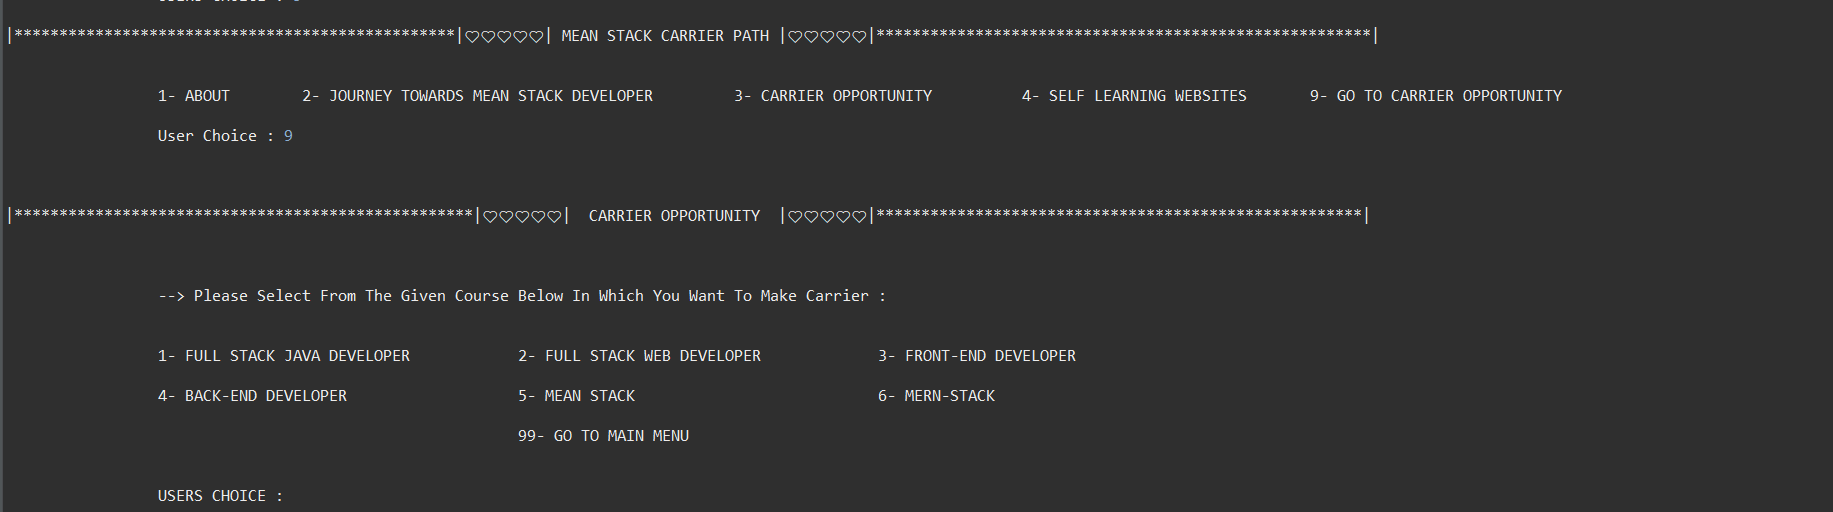 |*************************************************|♡♡♡♡♡| MEAN STACK CARRIER PATH |♡♡♡♡♡|*******************************************************|
1- ABOUT 2- JOURNEY TOWARDS MEAN STACK DEVELOPER 3- CARRIER OPPORTUNITY 4- SELF LEARNING WEBSITES 9- GO TO CARRIER OPPORTUNITY
User Choice : 9
|***************************************************|♡♡♡♡♡| CARRIER OPPORTUNITY |♡♡♡♡♡|******************************************************|
--> Please Select From The Given Course Below In Which You Want To Make Carrier :
1- FULL STACK JAVA DEVELOPER 2- FULL STACK WEB DEVELOPER 3- FRONT-END DEVELOPER
4- BACK-END DEVELOPER 5- MEAN STACK 6- MERN-STACK
99- GO TO MAIN MENU
USERS CHOICE :